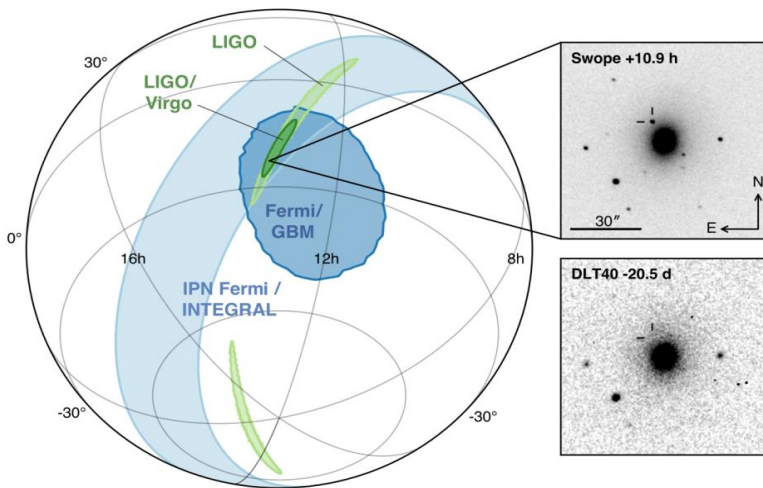 LIGO
LIGO/
Virgo
30°
Fermi/
GBM
0°
16h
12h
8h
IPN Fermi /
INTEGRAL
-30°
-30°
Swope +10.9 h
N
30″
E
DLT40 -20.5 d